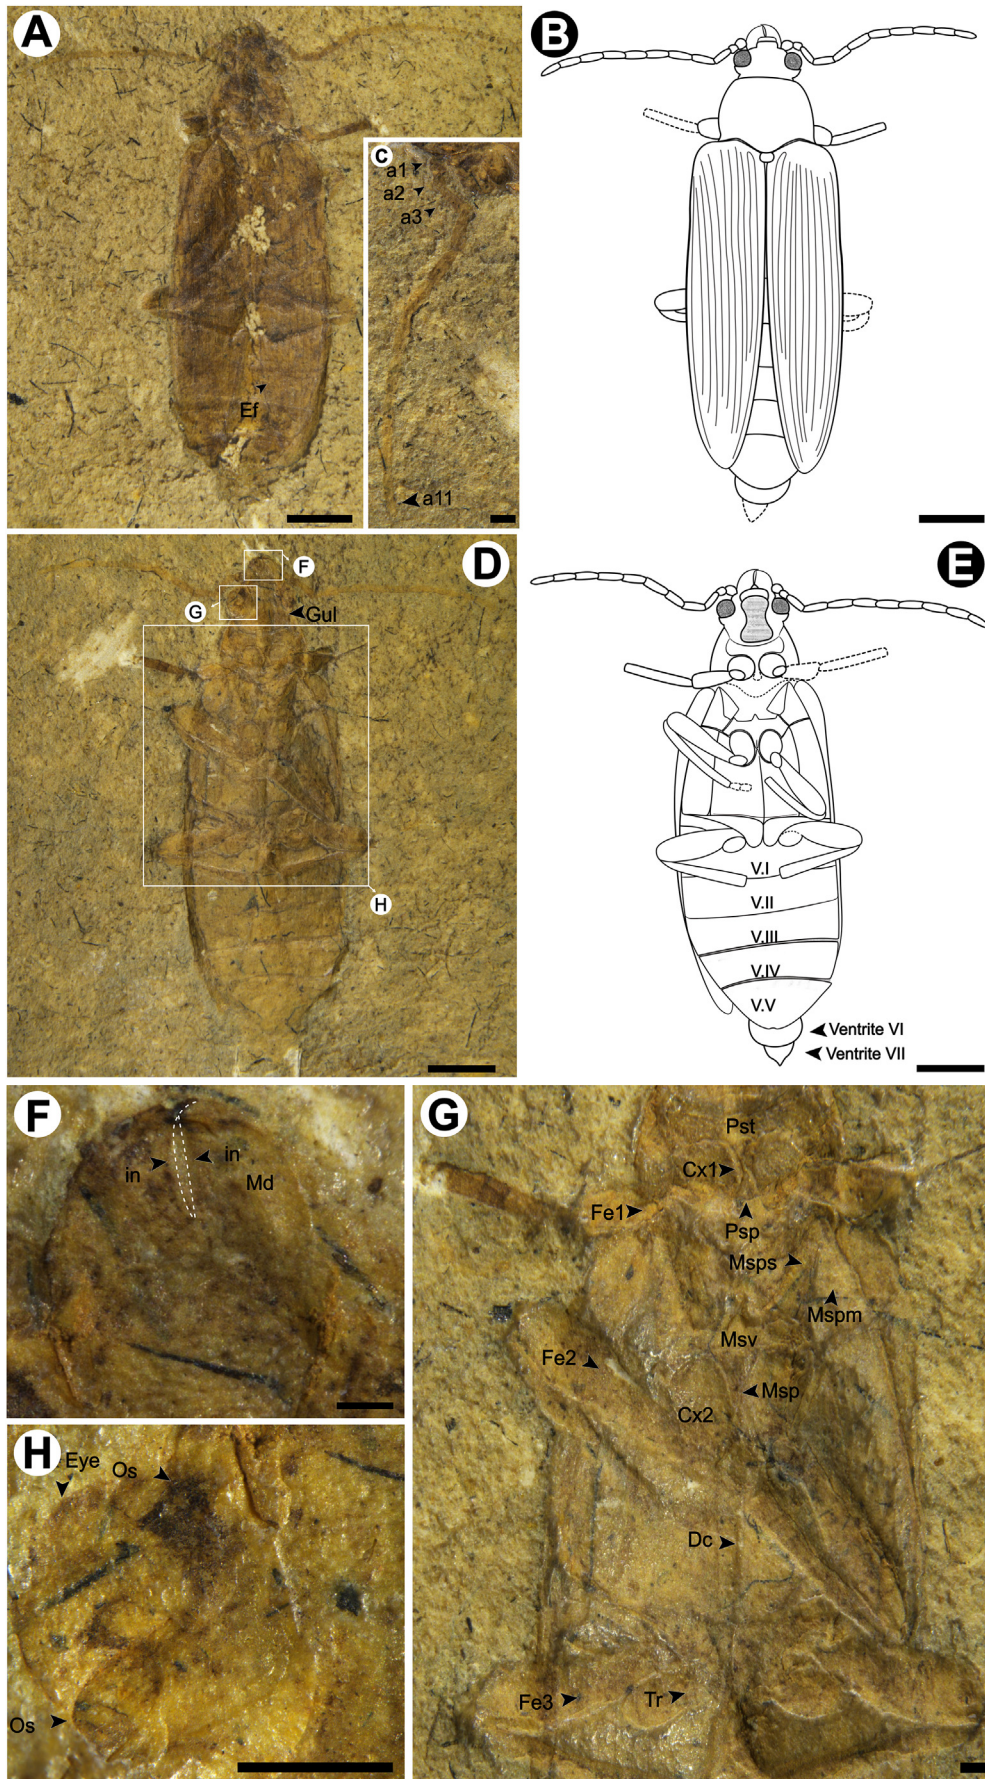 A
Ef
C
a1
a2
a3
a11
B
D
F
G
Gul
H
E
V.I
V.II
V.III
V.IV
V.V
Ventrite VI
Ventrite VII
F
in
in
Md
G
Pst
Cx1
Fe1
Psp
Msps
Mspm
Msv
Fe2
Msp
Cx2
Dc
Fe3
Tr
H
Eye
Os
Os